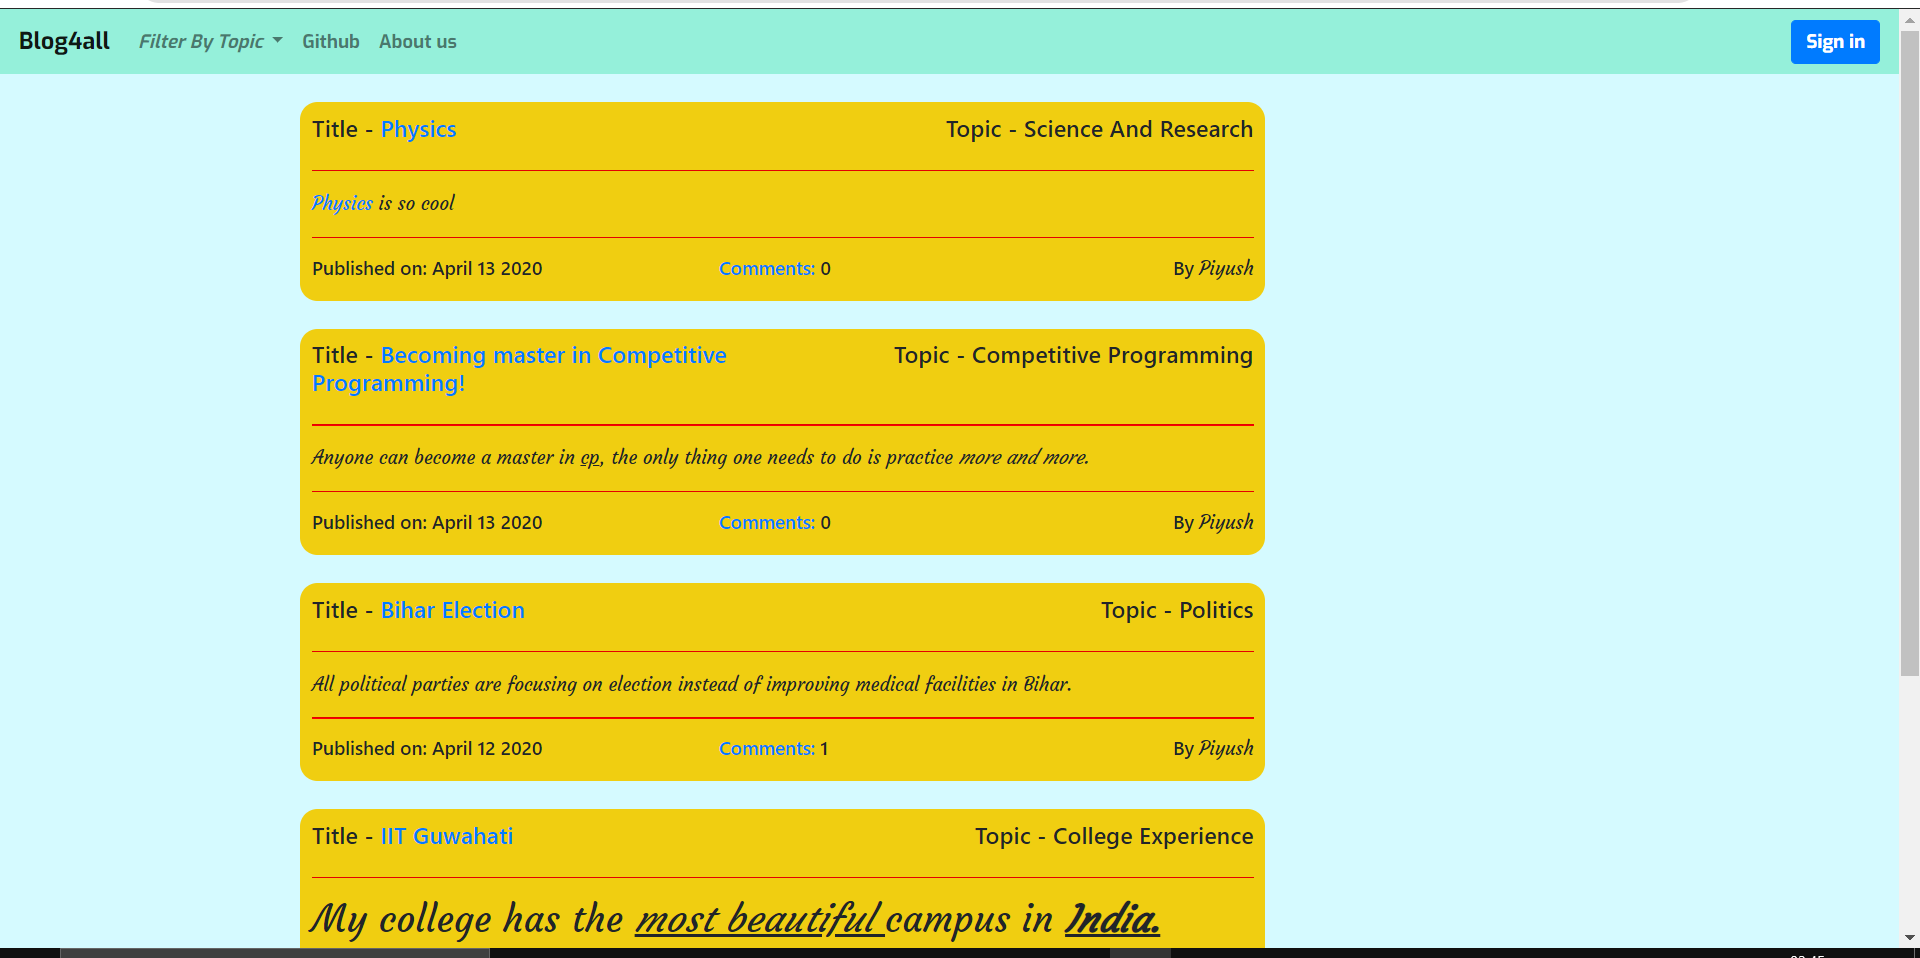 Blog4all Filter By Topic Github About us Sign in
Title - Physics Topic - Science And Research
Physics is so cool
Published on: April 13 2020 Comments: 0 By Piyush
Title - Becoming master in Competitive Topic - Competitive Programming
Programming!
Anyone can become a master in cp, the only thing one needs to do is practice more and more.
Published on: April 13 2020 Comments: 0 By Piyush
Title - Bihar Election Topic - Politics
All political parties are focusing on election instead of improving medical facilities in Bihar.
Published on: April 12 2020 Comments: 1 By Piyush
Title - IIT Guwahati Topic - College Experience
My college has the most beautiful campus in India.